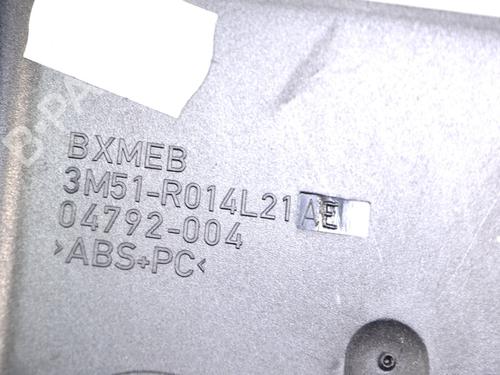 BXMEB
3M51-R014L21AE
04792-004
>ABS+PC<